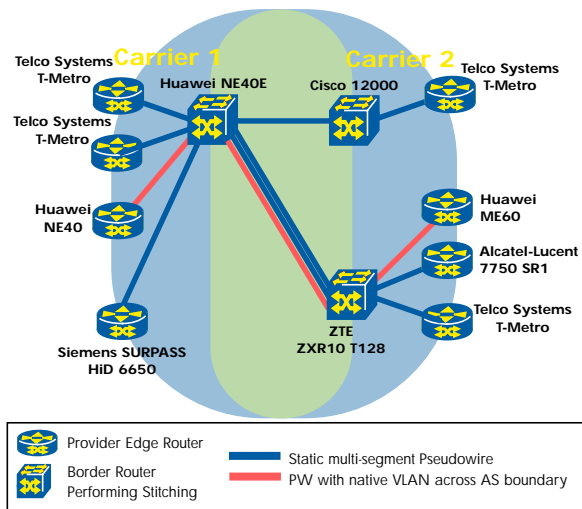 Carrier 1
Carrier 2
Telco Systems
T-Metro
Huawei NE40E
Cisco 12000
Telco Systems
T-Metro
Telco Systems
T-Metro
Huawei
NE40
Huawei
ME60
Alcatel-Lucent
7750 SR1
Telco Systems
T-Metro
Siemens SURPASS
HiD 6650
ZTE
ZXR10 T128
Provider Edge Router
Border Router
Performing Stitching
Static multi-segment Pseudowire
PW with native VLAN across AS boundary